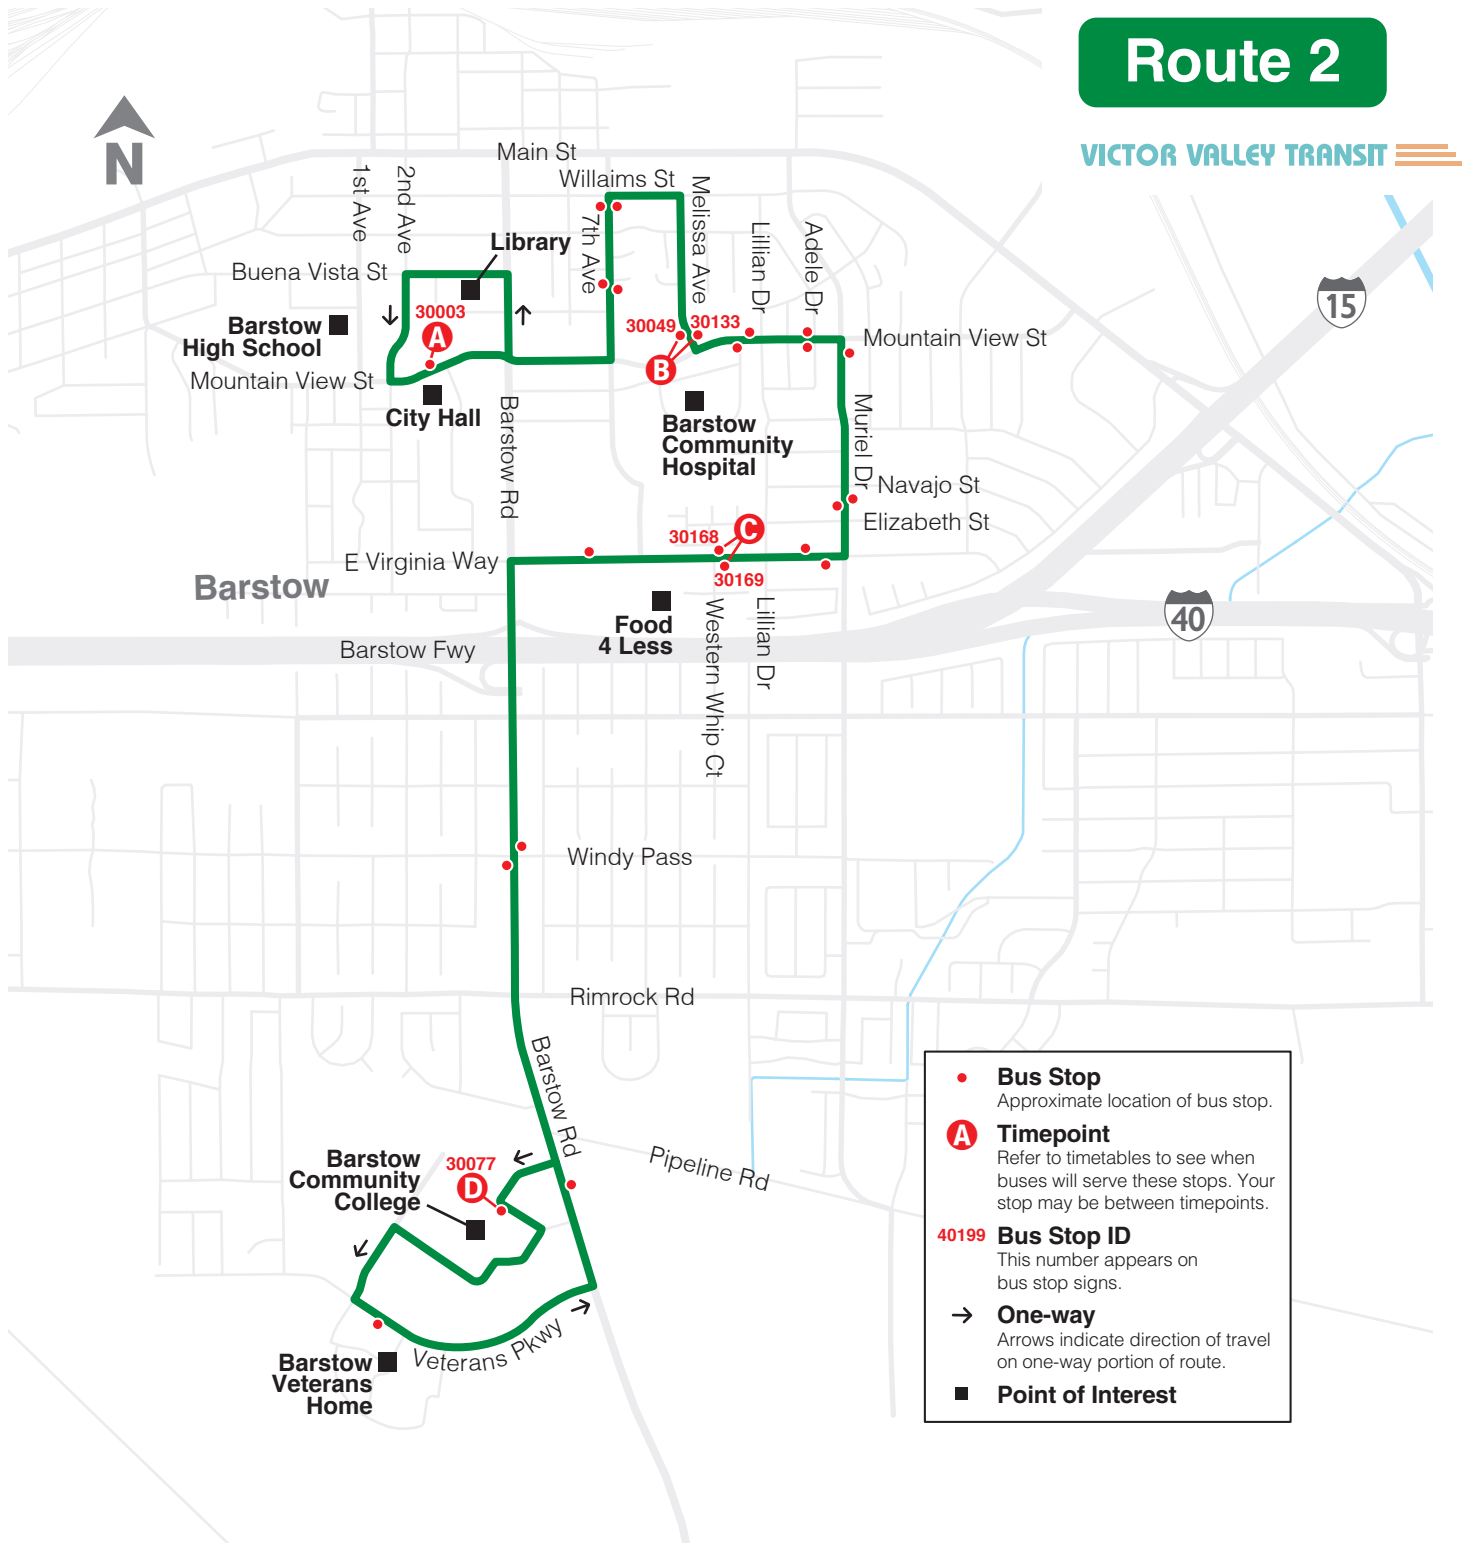 Route 2
VICTOR VALLEY TRANSIT
N
Main St
Willaims St
1st Ave
2nd Ave
7th Ave
Melissa Ave
Lillian Dr
Adele Dr
Library
Buena Vista St
30003
A
Barstow
High School
Mountain View St
City Hall
30049
30133
B
Mountain View St
15
Barstow
Community
Hospital
Barstow Rd
Muriel Dr
Navajo St
Elizabeth St
C
30168
30169
E Virginia Way
Barstow
Food
4 Less
Western Whip Ct
Lillian Dr
40
Barstow Fwy
Windy Pass
Rimrock Rd
Barstow Rd
Pipeline Rd
Barstow
Community
College
30077
D
Veterans Pkwy
Barstow
Veterans
Home
Bus Stop
Approximate location of bus stop.
A
Timepoint
Refer to timetables to see when
buses will serve these stops. Your
stop may be between timepoints.
40199
Bus Stop ID
This number appears on
bus stop signs.
One-way
Arrows indicate direction of travel
on one-way portion of route.
Point of Interest